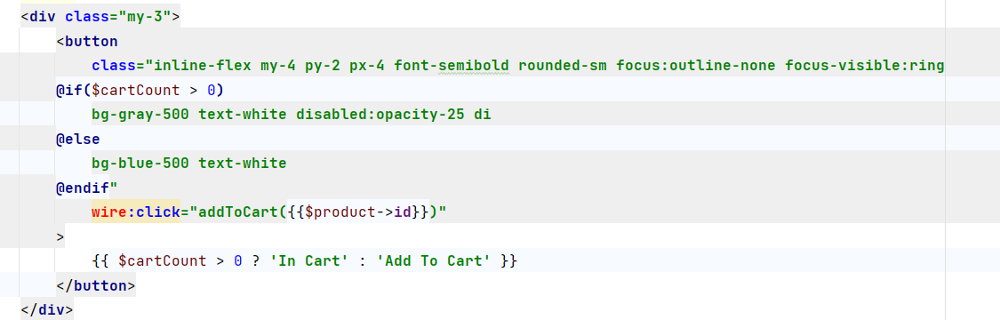 <div class="my-3">
<button
class="inline-flex my-4 py-2 px-4 font-semibold rounded-sm focus:outline-none focus-visible:ring
@if($cartCount > 0)
bg-gray-500 text-white disabled:opacity-25 di
@else
bg-blue-500 text-white
@endif"
wire:click="addToCart({{$product->id}})"
>
{{ $cartCount > 0 ? 'In Cart' : 'Add To Cart' }}
</button>
</div>